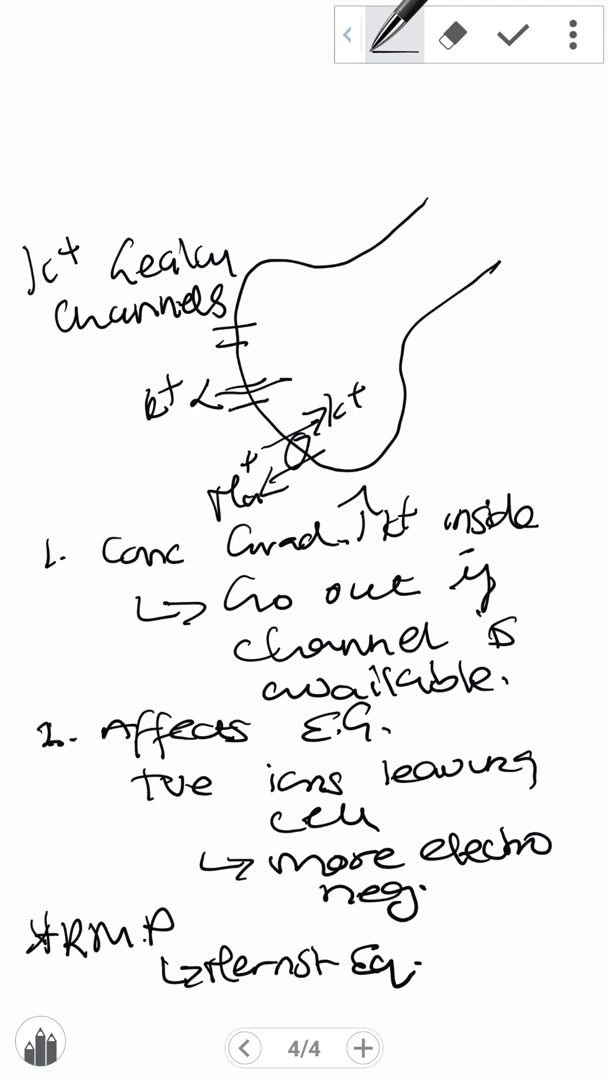 K+ Leaky
Channels
K+
K+
Na+
1. Conc Grad. ↑K+ inside
↳ Go out if
channel is
available.
2. Affects E.G.
+ve ions leaving
cell
↳ more electro
neg.
*RMP
↳ Nernst Eq.
4/4